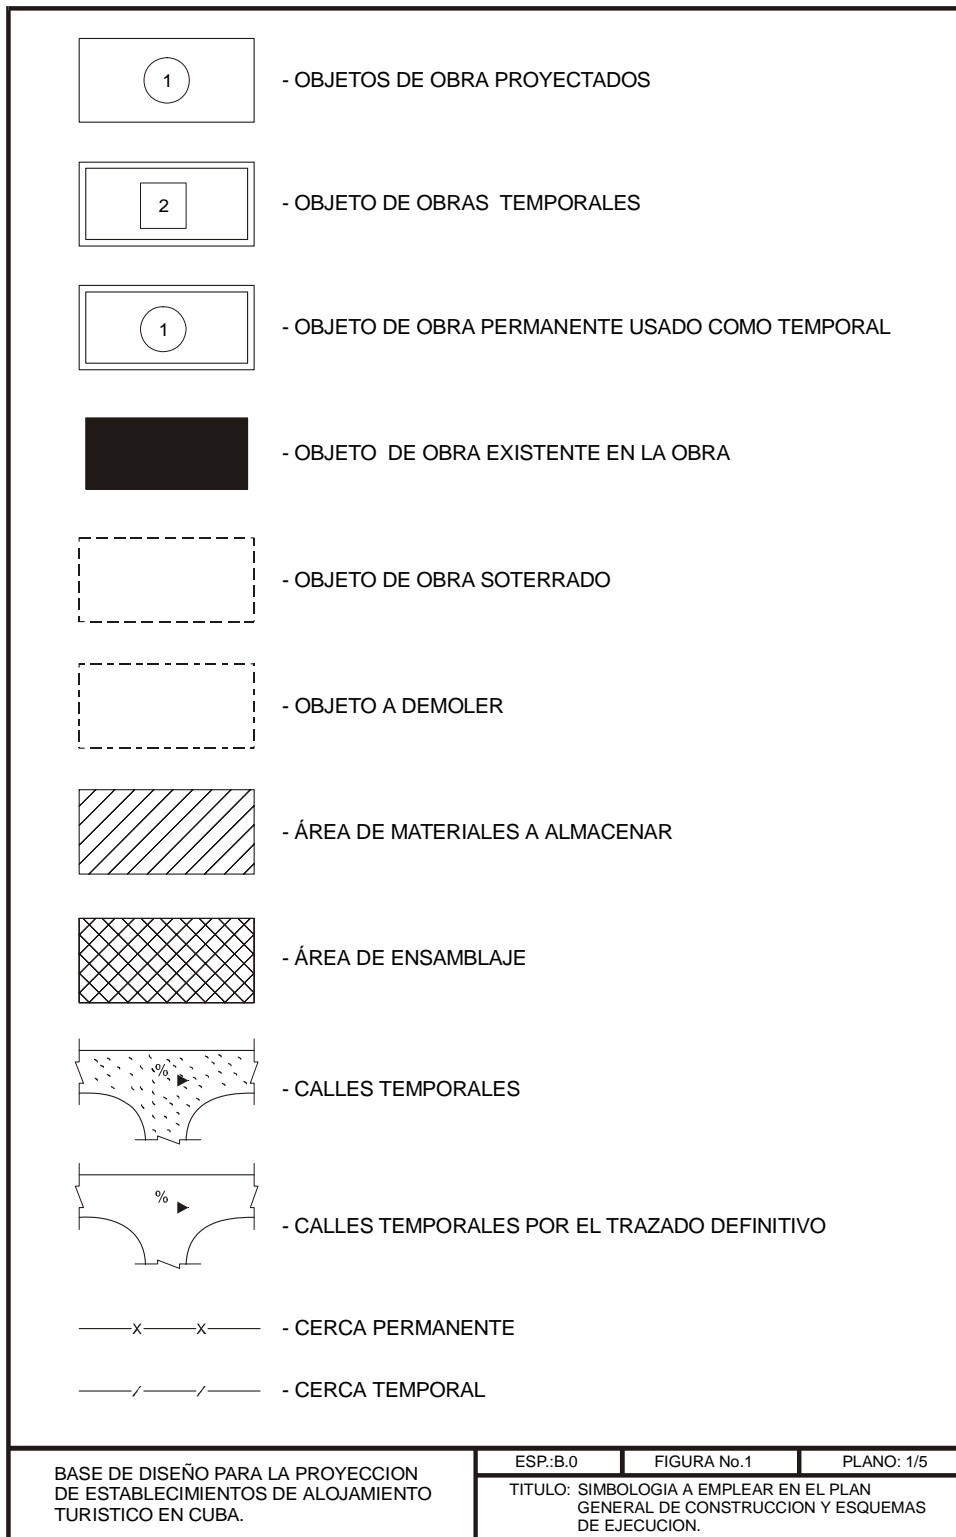 1
- OBJETOS DE OBRA PROYECTADOS
2
- OBJETO DE OBRAS TEMPORALES
1
- OBJETO DE OBRA PERMANENTE USADO COMO TEMPORAL
- OBJETO DE OBRA EXISTENTE EN LA OBRA
- OBJETO DE OBRA SOTERRADO
- OBJETO A DEMOLER
- ÁREA DE MATERIALES A ALMACENAR
- ÁREA DE ENSAMBLAJE
%
- CALLES TEMPORALES
%
- CALLES TEMPORALES POR EL TRAZADO DEFINITIVO
x x
- CERCA PERMANENTE
/ /
- CERCA TEMPORAL
BASE DE DISEÑO PARA LA PROYECCION
DE ESTABLECIMIENTOS DE ALOJAMIENTO
TURISTICO EN CUBA.
ESP.:B.0
FIGURA No.1
PLANO: 1/5
TITULO: SIMBOLOGIA A EMPLEAR EN EL PLAN
GENERAL DE CONSTRUCCION Y ESQUEMAS
DE EJECUCION.